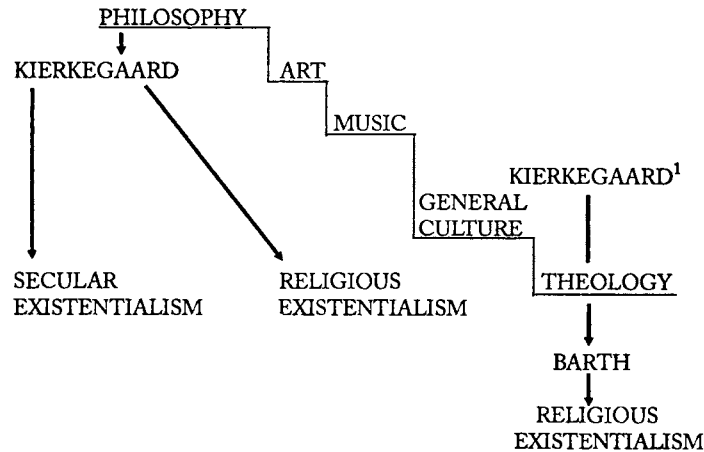 PHILOSOPHY
KIERKEGAARD
ART
MUSIC
KIERKEGAARD¹
GENERAL
CULTURE
SECULAR
EXISTENTIALISM
RELIGIOUS
EXISTENTIALISM
THEOLOGY
BARTH
RELIGIOUS
EXISTENTIALISM